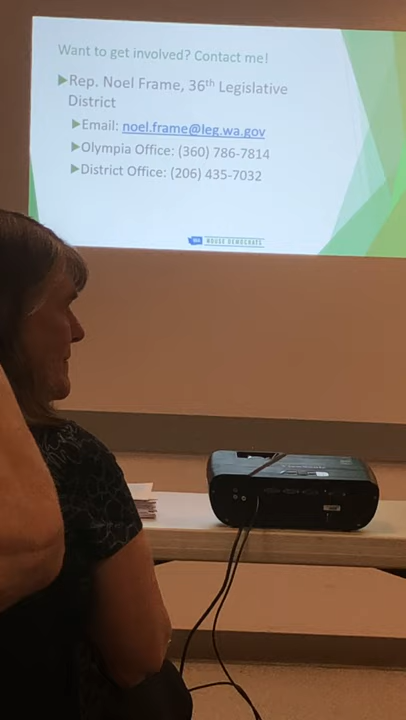 Want to get involved? Contact me!
Rep. Noel Frame, 36th Legislative
District
Email: noel.frame@leg.wa.gov
Olympia Office: (360) 786-7814
District Office: (206) 435-7032
WA HOUSE DEMOCRATS